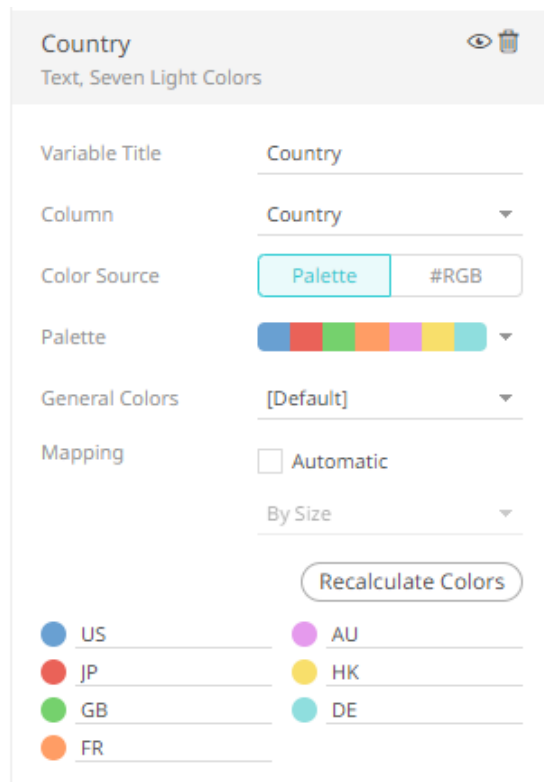 Country
Text, Seven Light Colors
Variable Title Country
Column Country
Color Source Palette #RGB
Palette
General Colors [Default]
Mapping Automatic
By Size
Recalculate Colors
US AU
JP HK
GB DE
FR